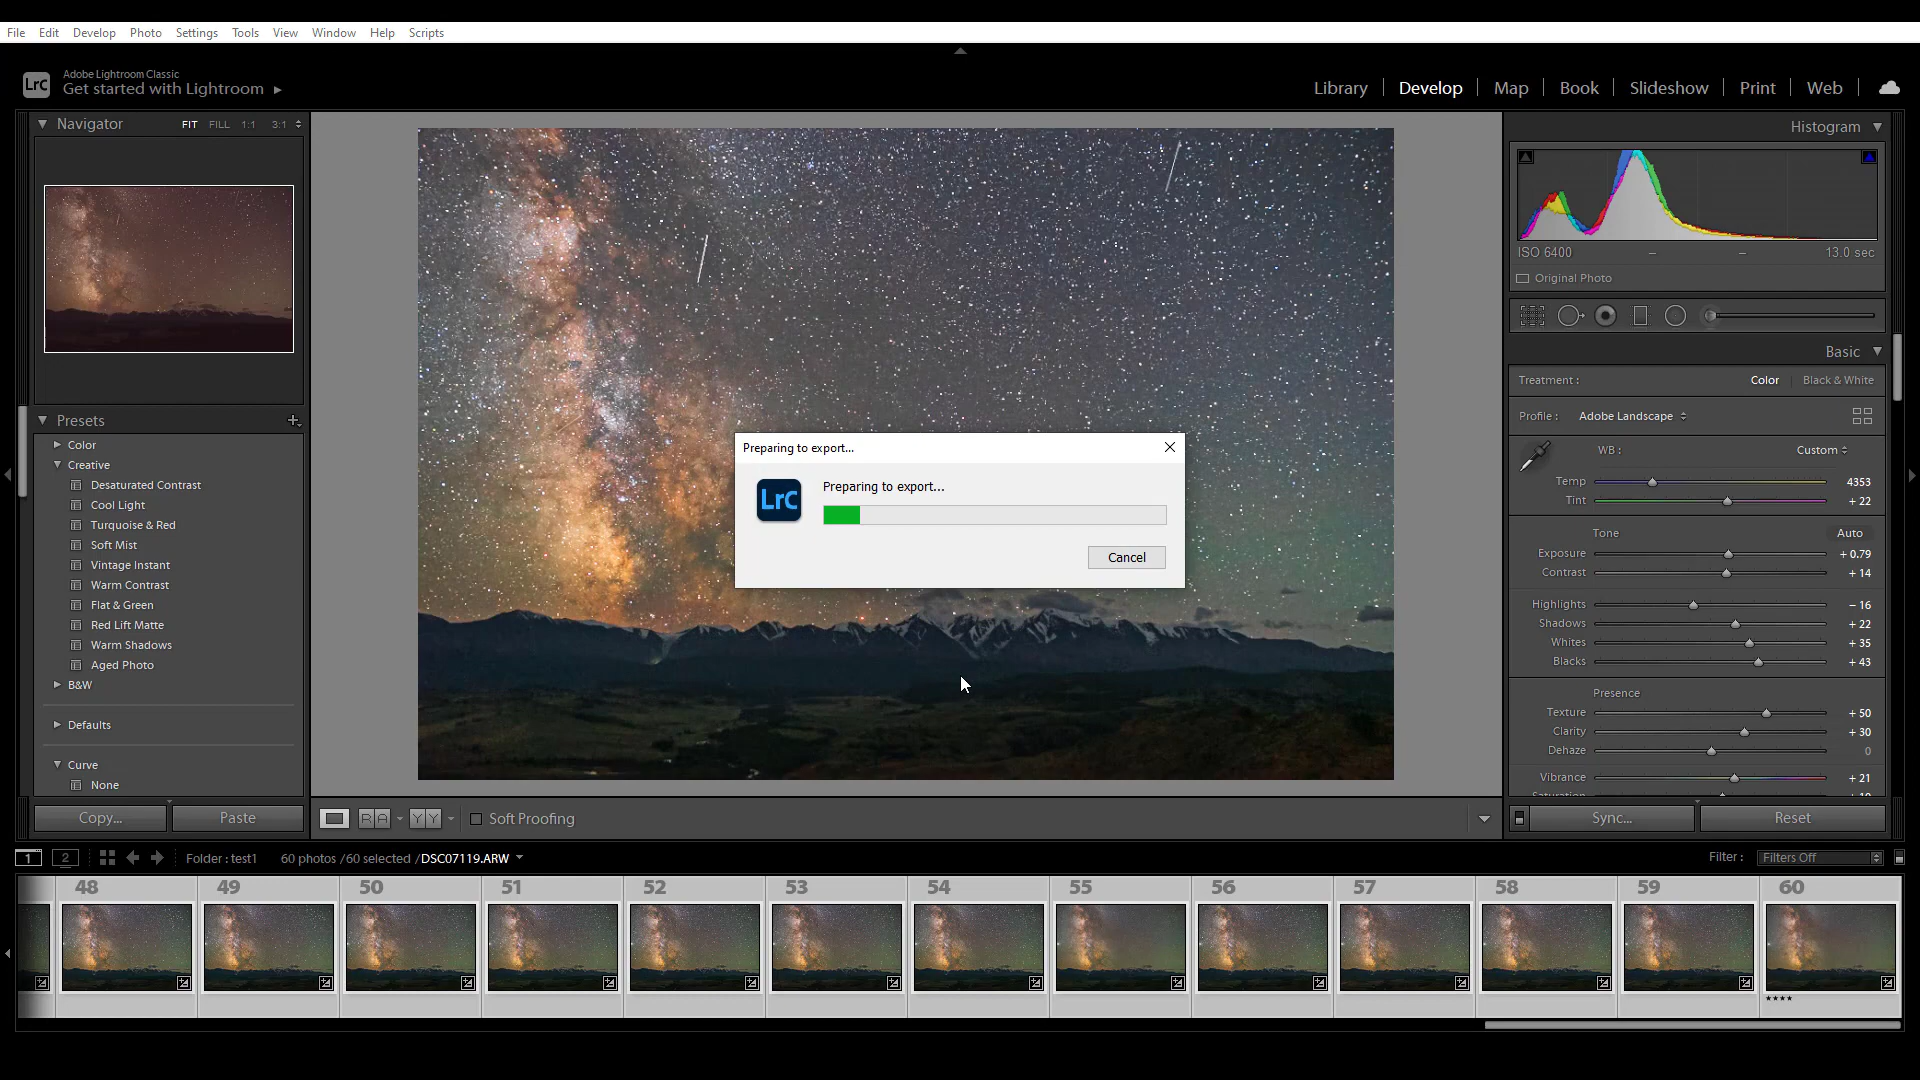 File Edit Develop Photo Settings Tools View Window Help Scripts
LrC
Adobe Lightroom Classic
Get started with Lightroom
Library Develop Map Book Slideshow Print Web
Navigator FIT FILL 1:1 3:1
Histogram
ISO 6400 – – 13.0 sec
Original Photo
Basic
Treatment : Color Black & White
Profile : Adobe Landscape
WB : Custom
Temp 4353
Tint + 22
Tone Auto
Exposure + 0.79
Contrast + 14
Highlights – 16
Shadows + 22
Whites + 35
Blacks + 43
Presence
Texture + 50
Clarity + 30
Dehaze 0
Vibrance + 21
Presets
Color
Creative
Desaturated Contrast
Cool Light
Turquoise & Red
Soft Mist
Vintage Instant
Warm Contrast
Flat & Green
Red Lift Matte
Warm Shadows
Aged Photo
B&W
Defaults
Curve
None
Preparing to export...
LrC
Preparing to export...
Cancel
Copy... Paste
R A Y Y Soft Proofing
Sync... Reset
1 2 Folder : test1 60 photos /60 selected /DSC07119.ARW
Filter : Filters Off
48 49 50 51 52 53 54 55 56 57 58 59 60